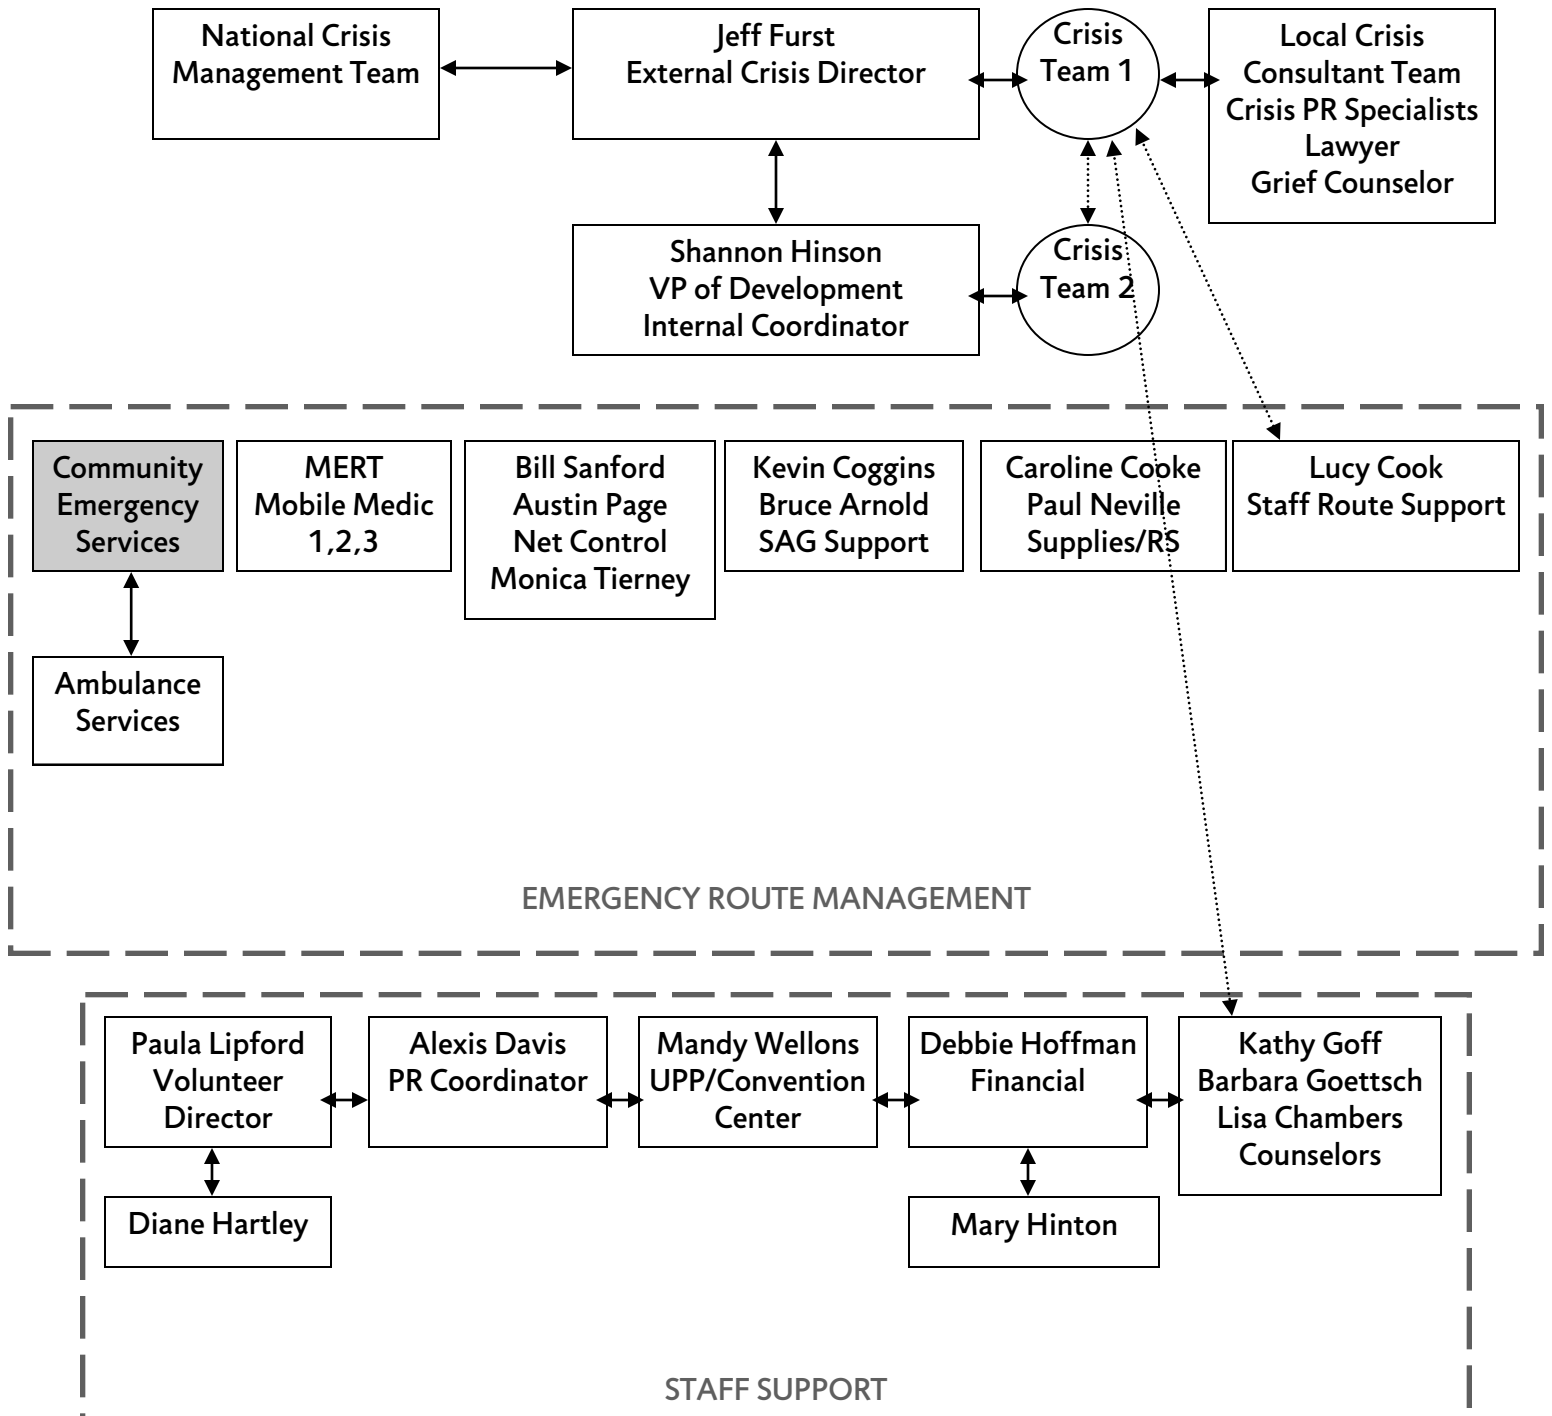 National Crisis
Management Team
Jeff Furst
External Crisis Director
Crisis
Team 1
Local Crisis
Consultant Team
Crisis PR Specialists
Lawyer
Grief Counselor
Shannon Hinson
VP of Development
Internal Coordinator
Crisis
Team 2
Community
Emergency
Services
MERT
Mobile Medic
1,2,3
Bill Sanford
Austin Page
Net Control
Monica Tierney
Kevin Coggins
Bruce Arnold
SAG Support
Caroline Cooke
Paul Neville
Supplies/RS
Lucy Cook
Staff Route Support
Ambulance
Services
EMERGENCY ROUTE MANAGEMENT
Paula Lipford
Volunteer
Director
Alexis Davis
PR Coordinator
Mandy Wellons
UPP/Convention
Center
Debbie Hoffman
Financial
Kathy Goff
Barbara Goettsch
Lisa Chambers
Counselors
Diane Hartley
Mary Hinton
STAFF SUPPORT